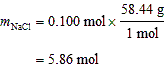 m_NaCl = 0.100 mol × 58.44 g / 1 mol
= 5.86 mol